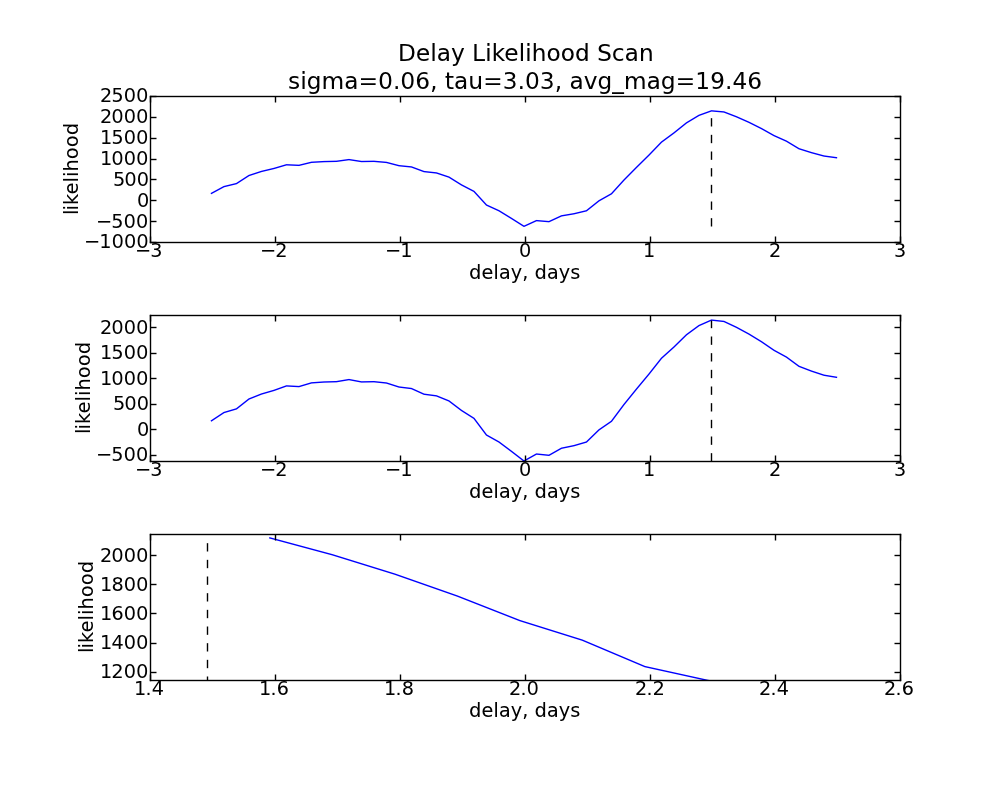 Delay Likelihood Scan
sigma=0.06, tau=3.03, avg_mag=19.46
2500
2000
1500
1000
500
0
−500
−1000
likelihood
−3 −2 −1 0 1 2 3
delay, days
2000
1500
1000
500
0
−500
likelihood
−3 −2 −1 0 1 2 3
delay, days
2000
1800
1600
1400
1200
likelihood
1.4 1.6 1.8 2.0 2.2 2.4 2.6
delay, days